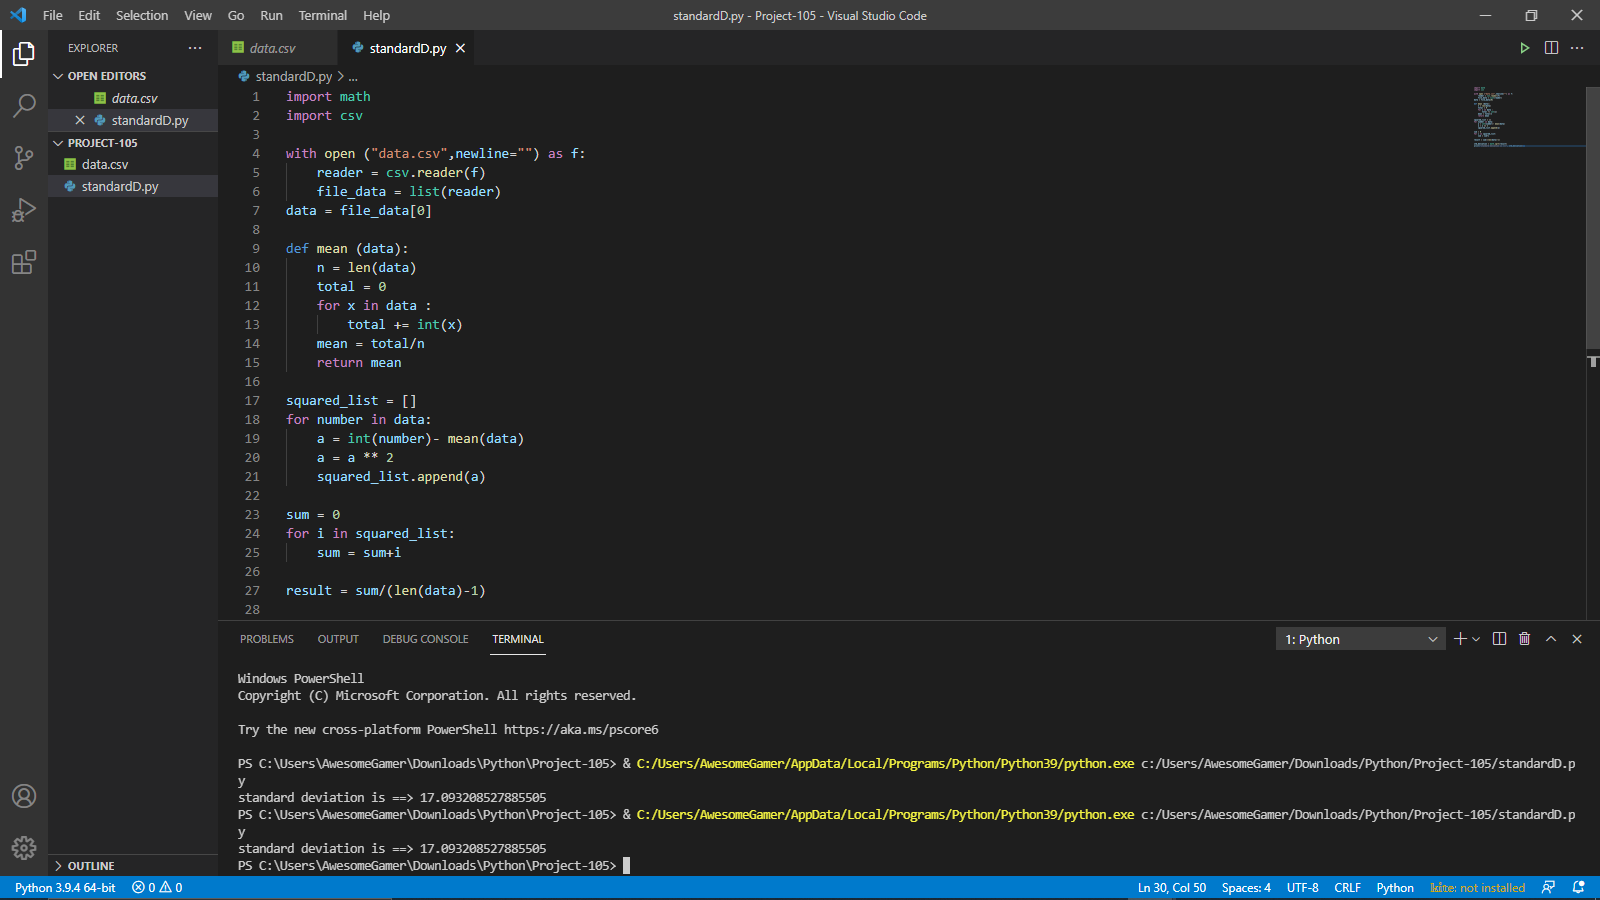 File Edit Selection View Go Run Terminal Help
standardD.py - Project-105 - Visual Studio Code
EXPLORER
OPEN EDITORS
data.csv
standardD.py
PROJECT-105
data.csv
standardD.py
OUTLINE
data.csv standardD.py
standardD.py > ...
1 import math
2 import csv
3
4 with open ("data.csv",newline="") as f:
5     reader = csv.reader(f)
6     file_data = list(reader)
7 data = file_data[0]
8
9 def mean (data):
10     n = len(data)
11     total = 0
12     for x in data :
13         total += int(x)
14     mean = total/n
15     return mean
16
17 squared_list = []
18 for number in data:
19     a = int(number)- mean(data)
20     a = a ** 2
21     squared_list.append(a)
22
23 sum = 0
24 for i in squared_list:
25     sum = sum+i
26
27 result = sum/(len(data)-1)
28
PROBLEMS OUTPUT DEBUG CONSOLE TERMINAL 1: Python
Windows PowerShell
Copyright (C) Microsoft Corporation. All rights reserved.
Try the new cross-platform PowerShell https://aka.ms/pscore6
PS C:\Users\AwesomeGamer\Downloads\Python\Project-105> & C:/Users/AwesomeGamer/AppData/Local/Programs/Python/Python39/python.exe c:/Users/AwesomeGamer/Downloads/Python/Project-105/standardD.p
y
standard deviation is ==> 17.093208527885505
PS C:\Users\AwesomeGamer\Downloads\Python\Project-105> & C:/Users/AwesomeGamer/AppData/Local/Programs/Python/Python39/python.exe c:/Users/AwesomeGamer/Downloads/Python/Project-105/standardD.p
y
standard deviation is ==> 17.093208527885505
PS C:\Users\AwesomeGamer\Downloads\Python\Project-105>
Python 3.9.4 64-bit 0 0 Ln 30, Col 50 Spaces: 4 UTF-8 CRLF Python kite: not installed